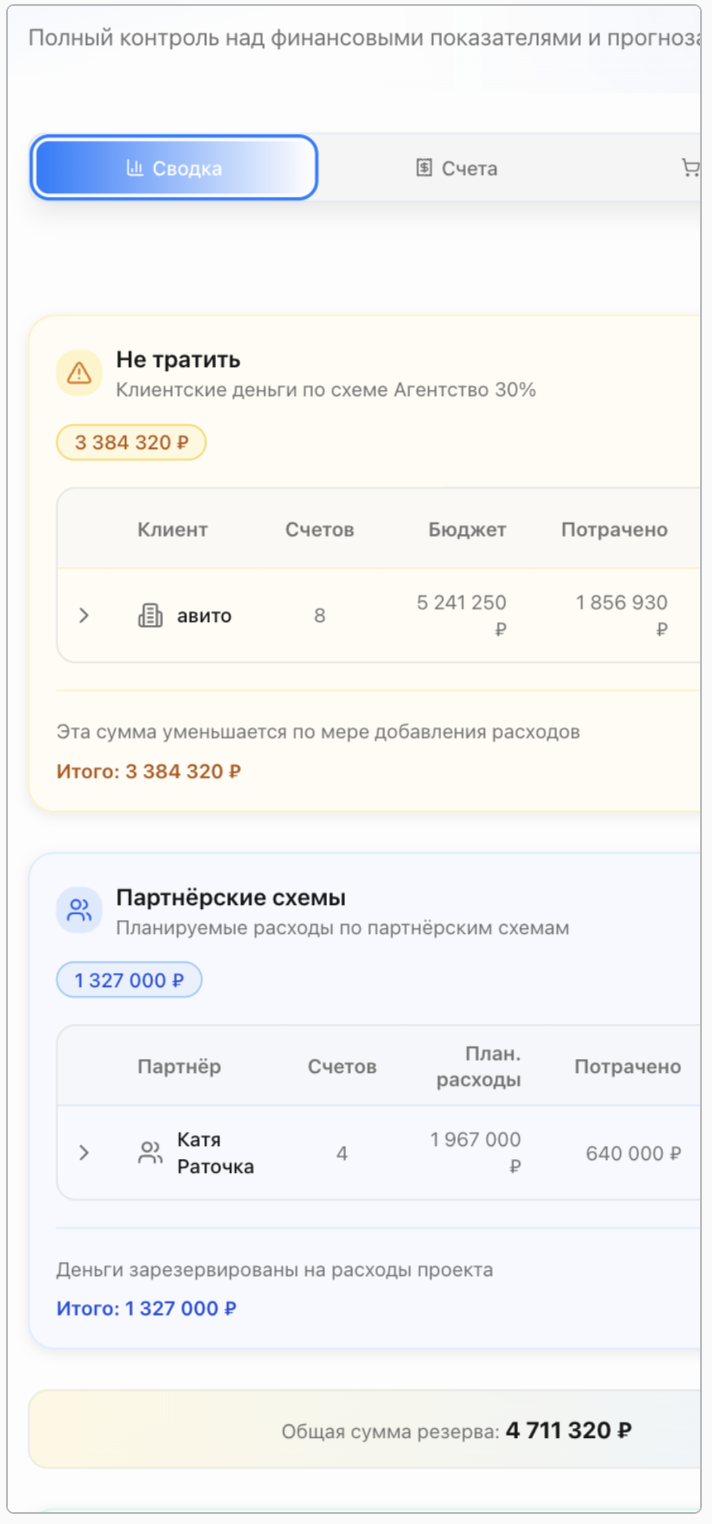 Полный контроль над финансовыми показателями и прогноза
Сводка
Счета
Не тратить
Клиентские деньги по схеме Агентство 30%
3 384 320 ₽
Клиент Счетов Бюджет Потрачено
авито 8 5 241 250 ₽ 1 856 930 ₽
Эта сумма уменьшается по мере добавления расходов
Итого: 3 384 320 ₽
Партнёрские схемы
Планируемые расходы по партнёрским схемам
1 327 000 ₽
Партнёр Счетов План. расходы Потрачено
Катя Раточка 4 1 967 000 ₽ 640 000 ₽
Деньги зарезервированы на расходы проекта
Итого: 1 327 000 ₽
Общая сумма резерва: 4 711 320 ₽